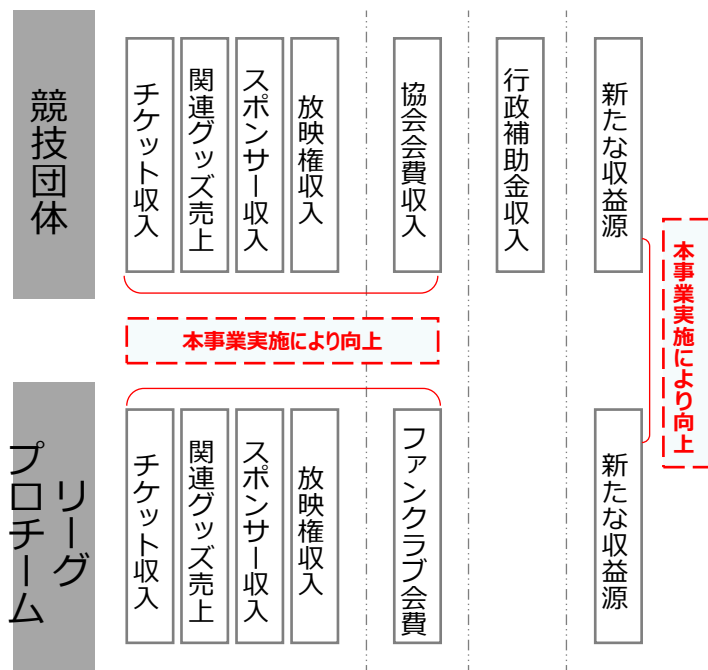 競技団体
チケット収入
関連グッズ売上
スポンサー収入
放映権収入
協会会費収入
行政補助金収入
新たな収益源
本事業実施により向上
本事業実施により向上
リーグ
プロチーム
チケット収入
関連グッズ売上
スポンサー収入
放映権収入
ファンクラブ会費
新たな収益源